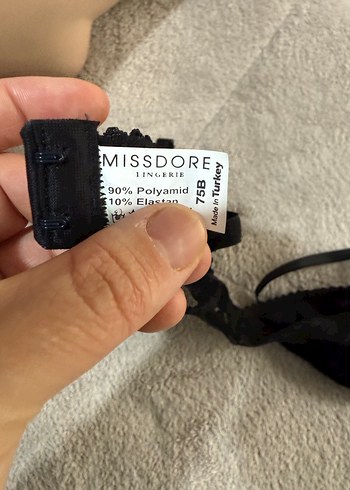 MISSDORE
LINGERIE
90% Polyamid
10% Elastan
75B
Made In Turkey